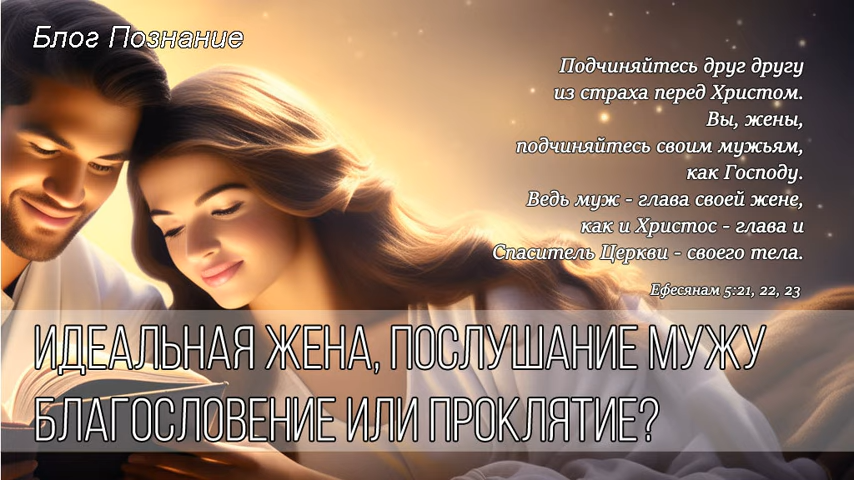 Блог Познание
Подчиняйтесь друг другу
из страха перед Христом.
Вы, жены,
подчиняйтесь своим мужьям,
как Господу.
Ведь муж - глава своей жене,
как и Христос - глава и
Спаситель Церкви - своего тела.
Ефесянам 5:21, 22, 23
ИДЕАЛЬНАЯ ЖЕНА, ПОСЛУШАНИЕ МУЖУ
БЛАГОСЛОВЕНИЕ ИЛИ ПРОКЛЯТИЕ?